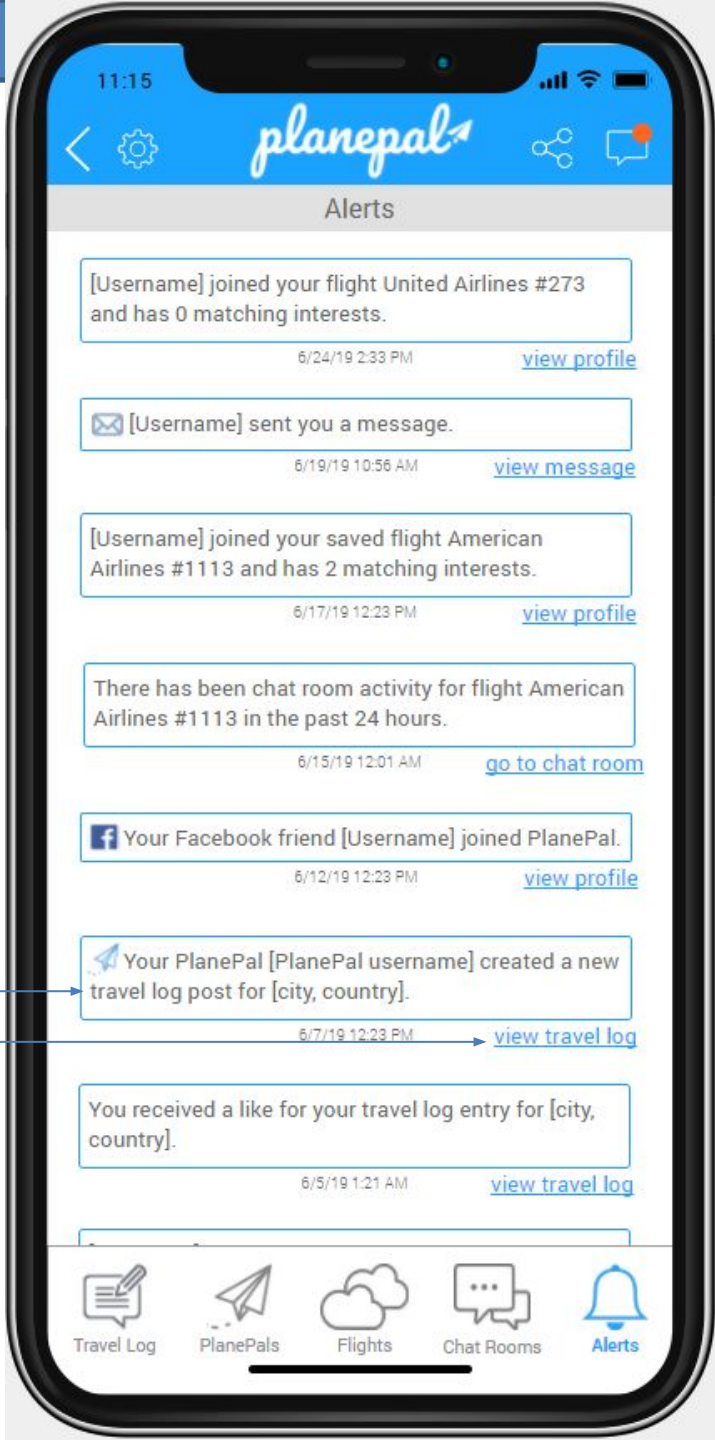 11:15
planepal
Alerts
[Username] joined your flight United Airlines #273
and has 0 matching interests.
6/24/19 2:33 PM
view profile
[Username] sent you a message.
6/19/19 10:56 AM
view message
[Username] joined your saved flight American
Airlines #1113 and has 2 matching interests.
6/17/19 12:23 PM
view profile
There has been chat room activity for flight American
Airlines #1113 in the past 24 hours.
6/15/19 12:01 AM
go to chat room
Your Facebook friend [Username] joined PlanePal.
6/12/19 12:23 PM
view profile
Your PlanePal [PlanePal username] created a new
travel log post for [city, country].
6/7/19 12:23 PM
view travel log
You received a like for your travel log entry for [city,
country].
6/5/19 1:21 AM
view travel log
Travel Log
PlanePals
Flights
Chat Rooms
Alerts